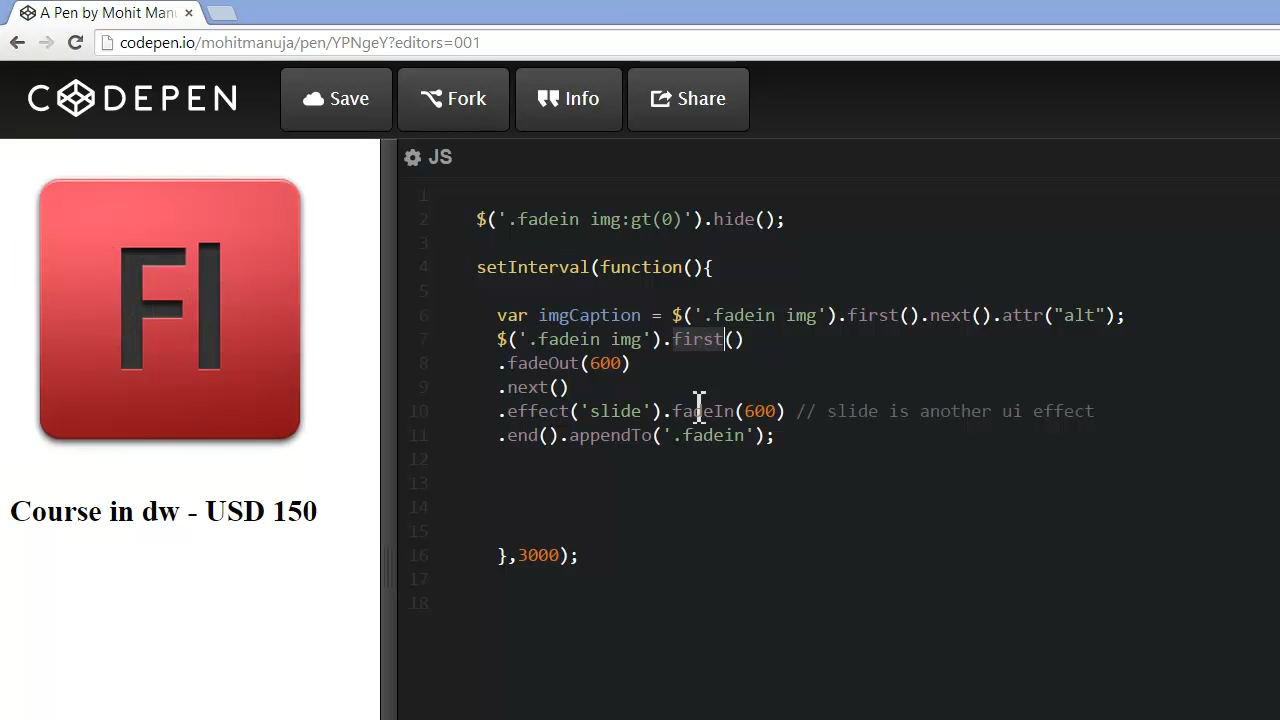 A Pen by Mohit Man
codepen.io/mohitmanuja/pen/YPNgeY?editors=001
CODEPEN
Save
Fork
Info
Share
JS
Fl
Course in dw - USD 150
1
2 $('.fadein img:gt(0)').hide();
3
4 setInterval(function(){
5
6 var imgCaption = $('.fadein img').first().next().attr("alt");
7 $('.fadein img').first()
8 .fadeOut(600)
9 .next()
10 .effect('slide').fadeIn(600) // slide is another ui effect
11 .end().appendTo('.fadein');
12
13
14
15
16 },3000);
17
18